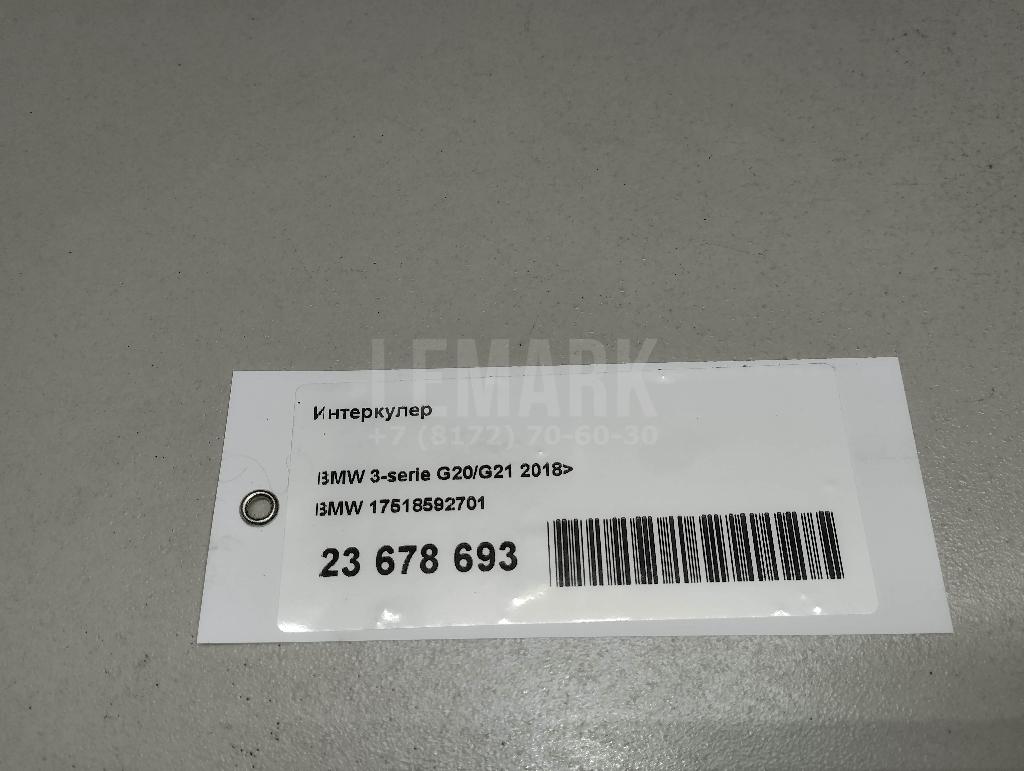 LEMARK
+7 (8172) 70-60-30
Интеркулер
BMW 3-serie G20/G21 2018>
BMW 17518592701
23 678 693